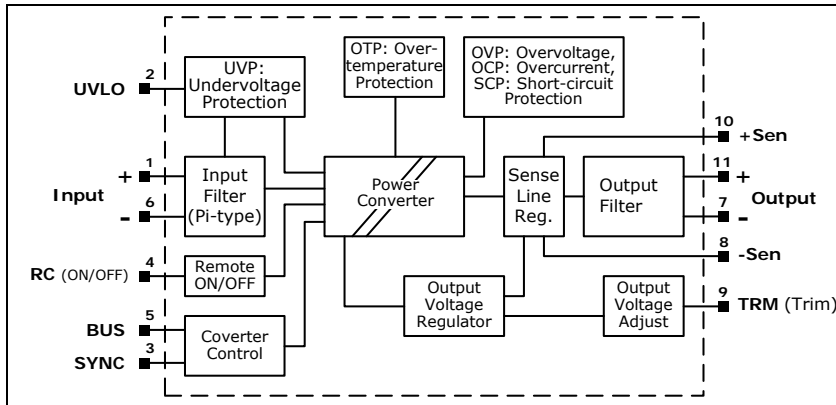 UVLO
2
UVP:
Undervoltage
Protection
OTP: Over-
temperature
Protection
OVP: Overvoltage,
OCP: Overcurrent,
SCP: Short-circuit
Protection
10
+Sen
Input
1
+
6
-
Input
Filter
(Pi-type)
Power
Converter
Sense
Line
Reg.
Output
Filter
11
+
7
-
Output
8
-Sen
RC (ON/OFF)
4
Remote
ON/OFF
Output
Voltage
Regulator
Output
Voltage
Adjust
9
TRM (Trim)
BUS
5
SYNC
3
Coverter
Control